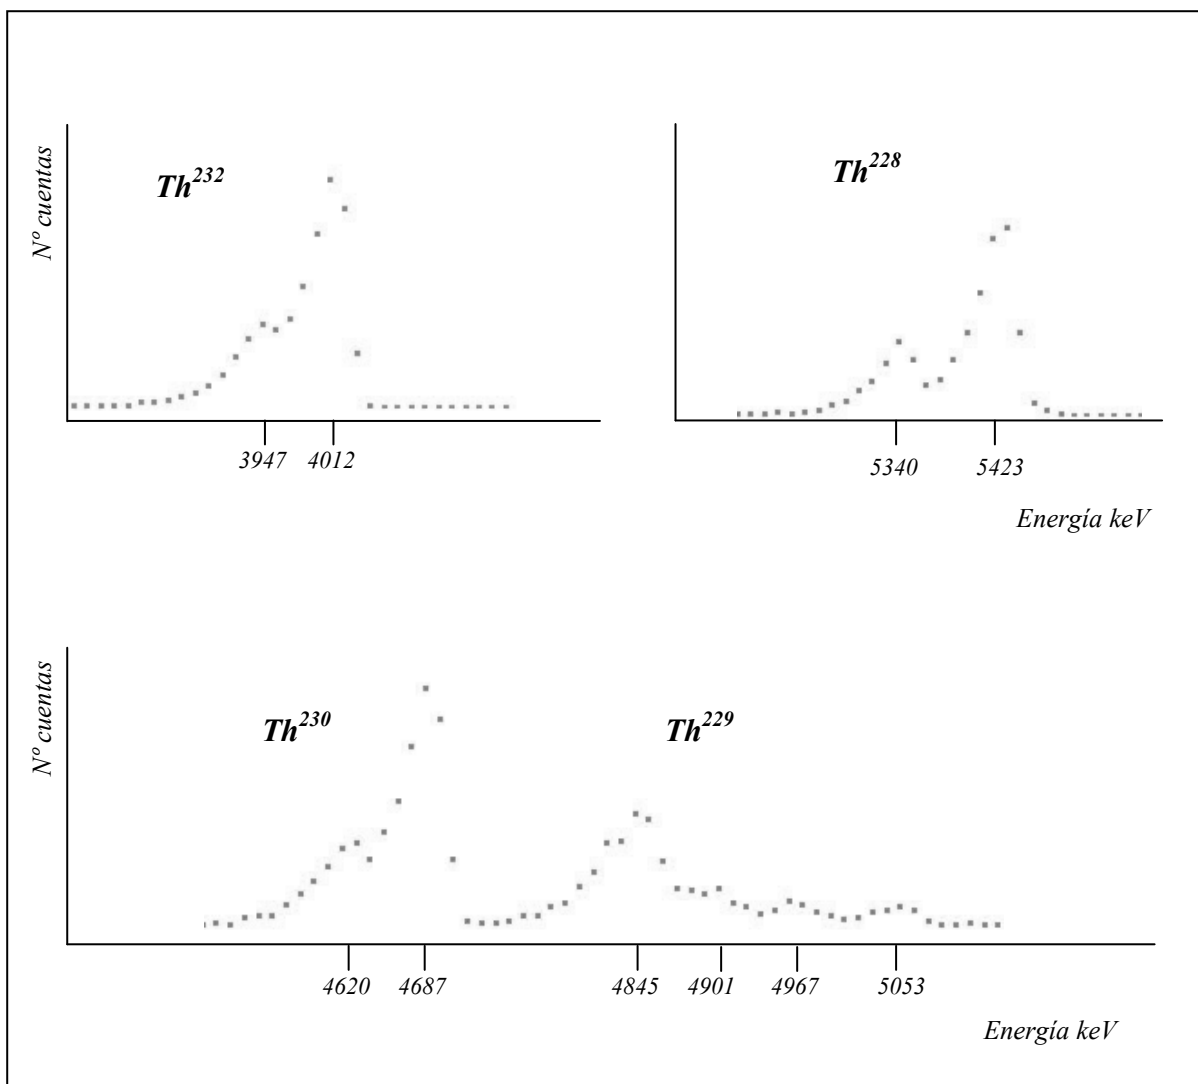 Th²³²
Th²²⁸
Nº cuentas
3947 4012
5340 5423
Energía keV
Nº cuentas
Th²³⁰
Th²²⁹
4620 4687 4845 4901 4967 5053
Energía keV